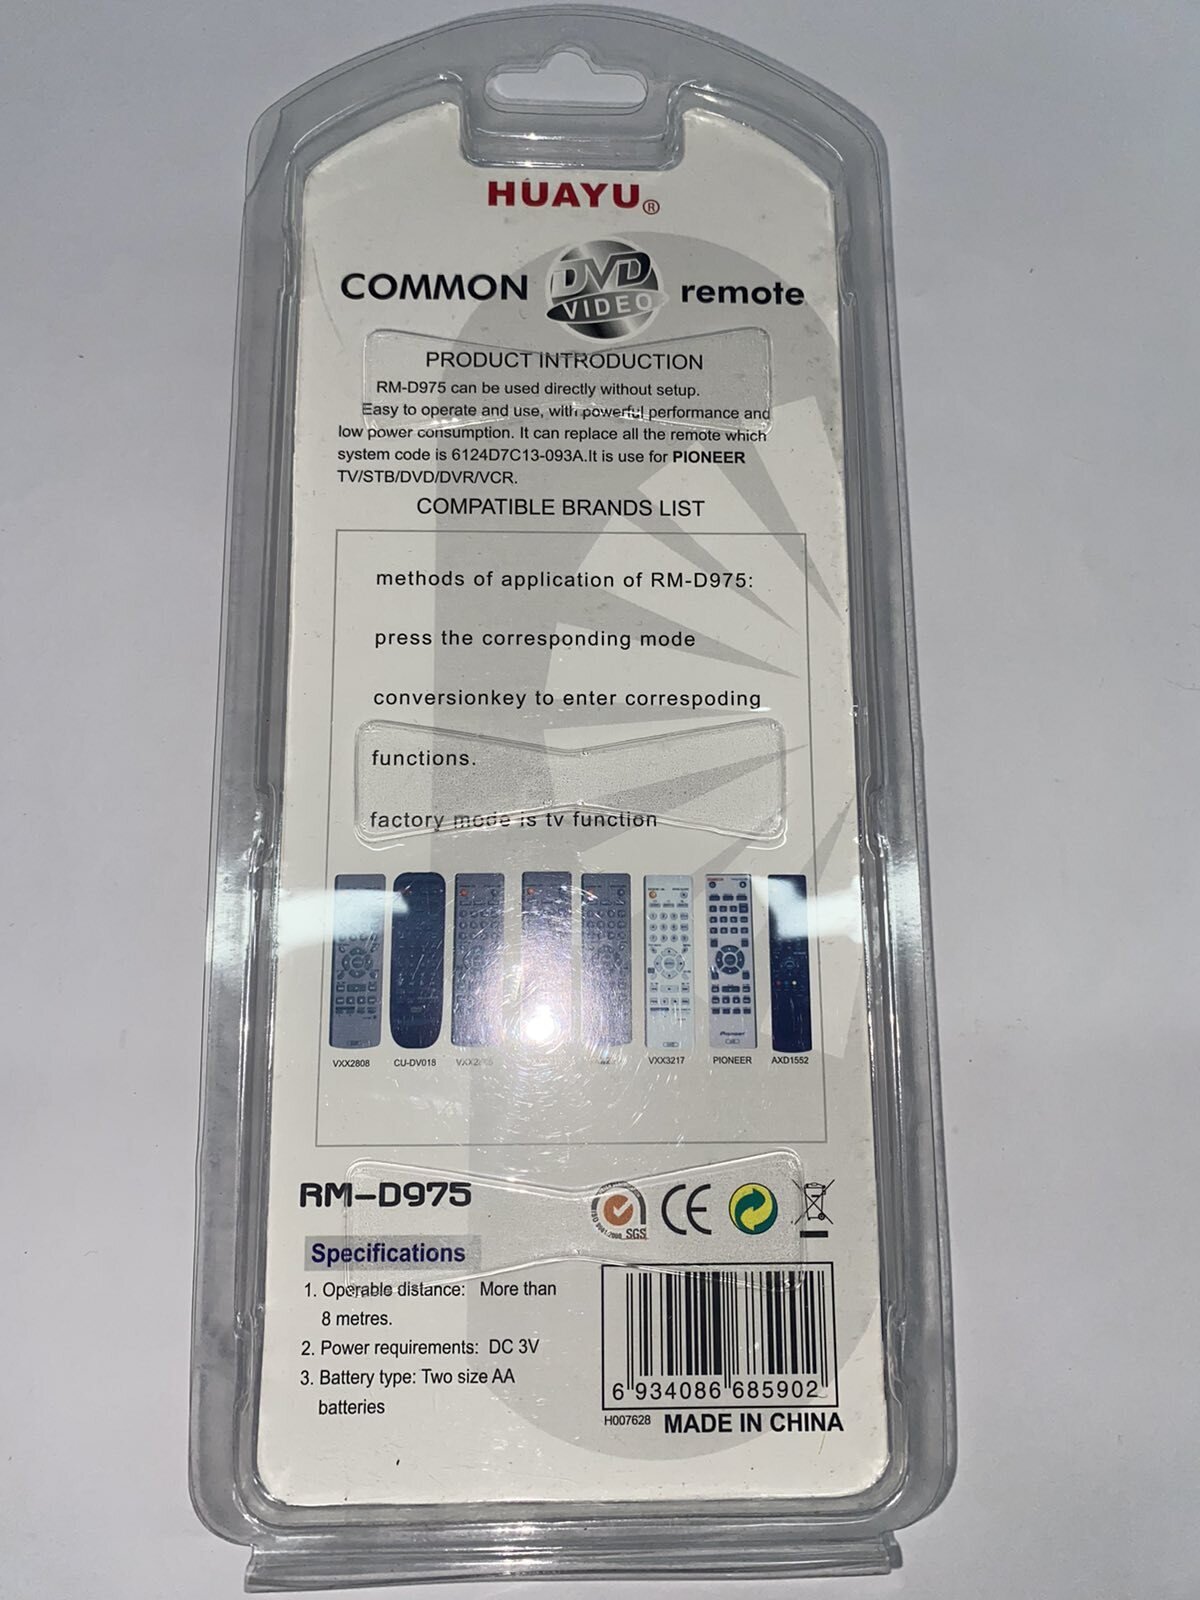 HUAYU®
COMMON DVD VIDEO remote
PRODUCT INTRODUCTION
RM-D975 can be used directly without setup.
Easy to operate and use, with powerful performance and
low power consumption. It can replace all the remote which
system code is 6124D7C13-093A.It is use for PIONEER
TV/STB/DVD/DVR/VCR.
COMPATIBLE BRANDS LIST
methods of application of RM-D975:
press the corresponding mode
conversionkey to enter correspoding
functions.
factory mode is tv function
VXX2808 CU-DV018 VXX3217 PIONEER AXD1552
RM-D975
SGS CE
Specifications
1. Operable distance: More than
8 metres.
2. Power requirements: DC 3V
3. Battery type: Two size AA
batteries
6 934086 685902
H007628 MADE IN CHINA